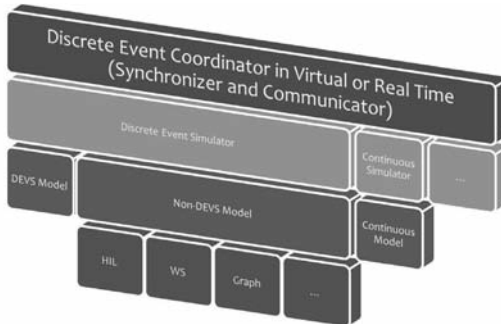 Discrete Event Coordinator in Virtual or Real Time
(Synchronizer and Communicator)
Discrete Event Simulator
Continuous
Simulator
...
DEVS Model
Non-DEVS Model
Continuous
Model
HIL
WS
Graph
...